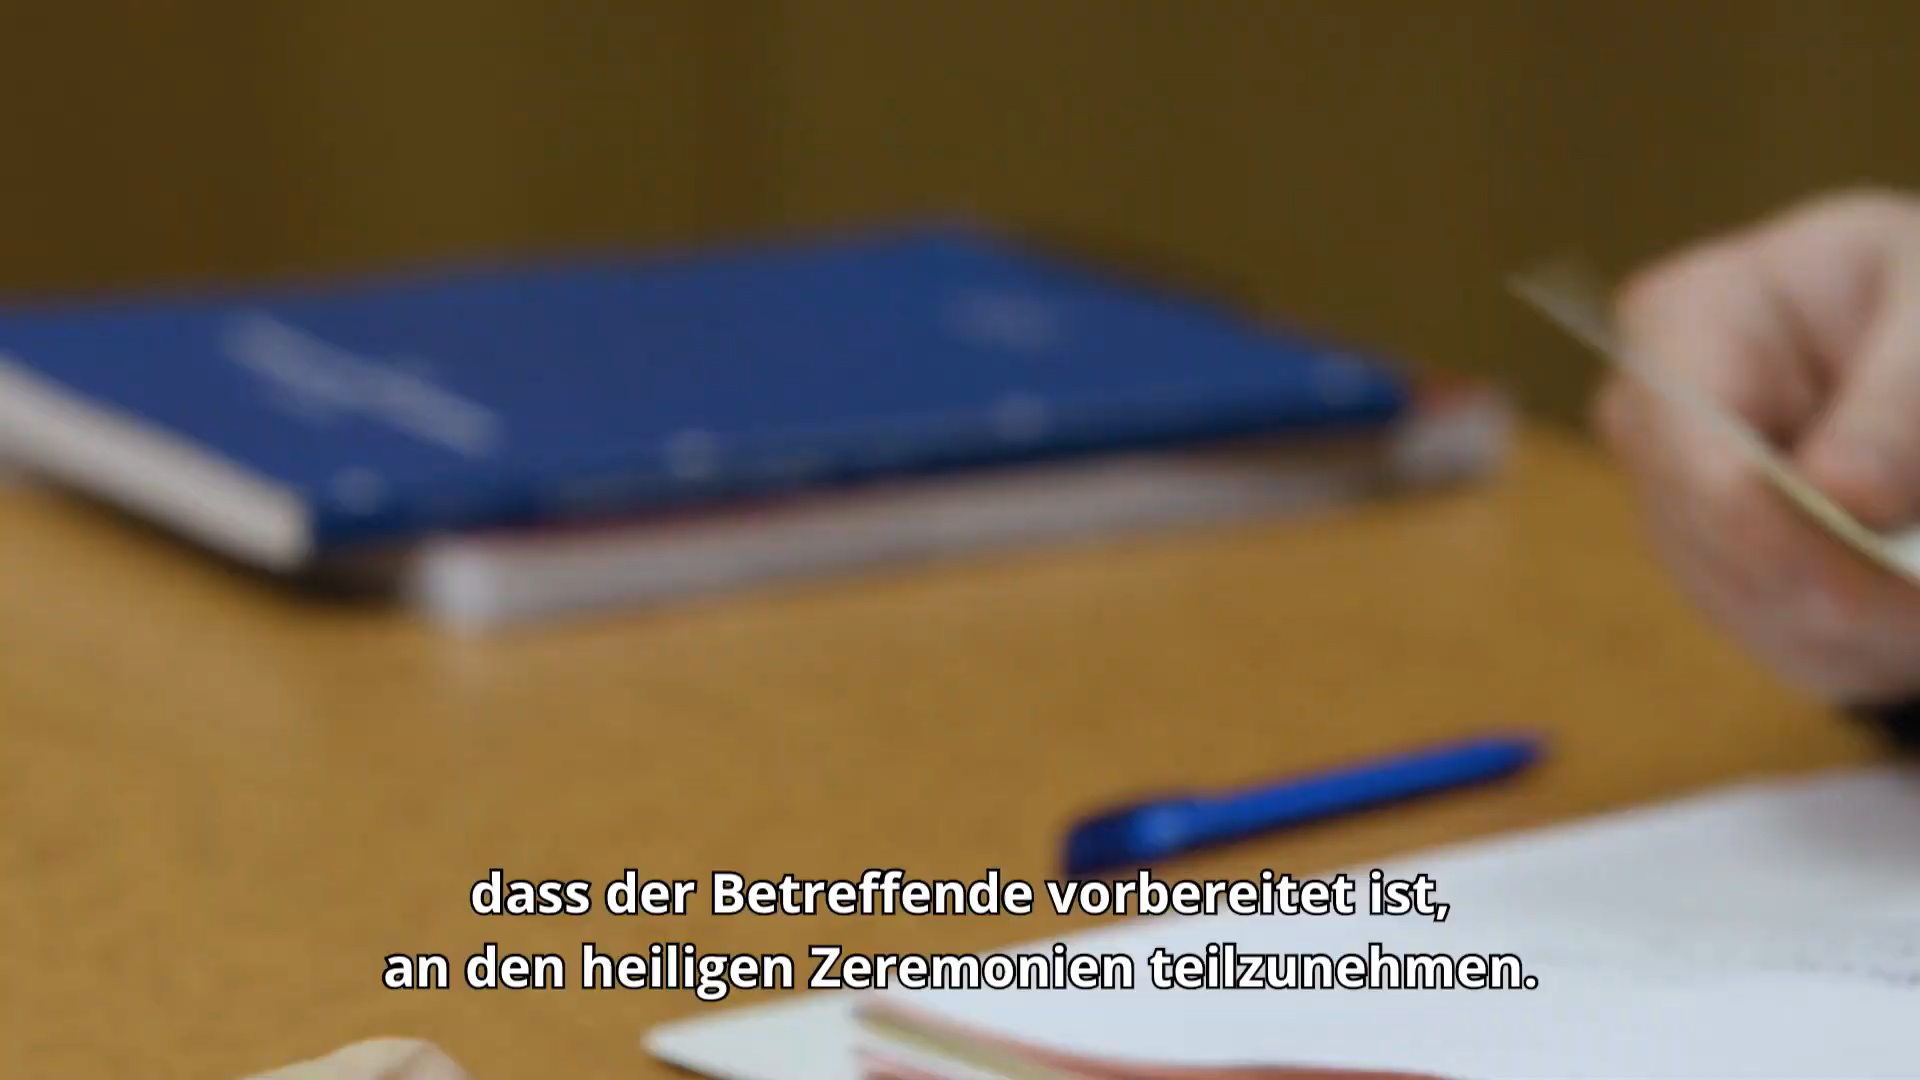 dass der Betreffende vorbereitet ist,
an den heiligen Zeremonien teilzunehmen.